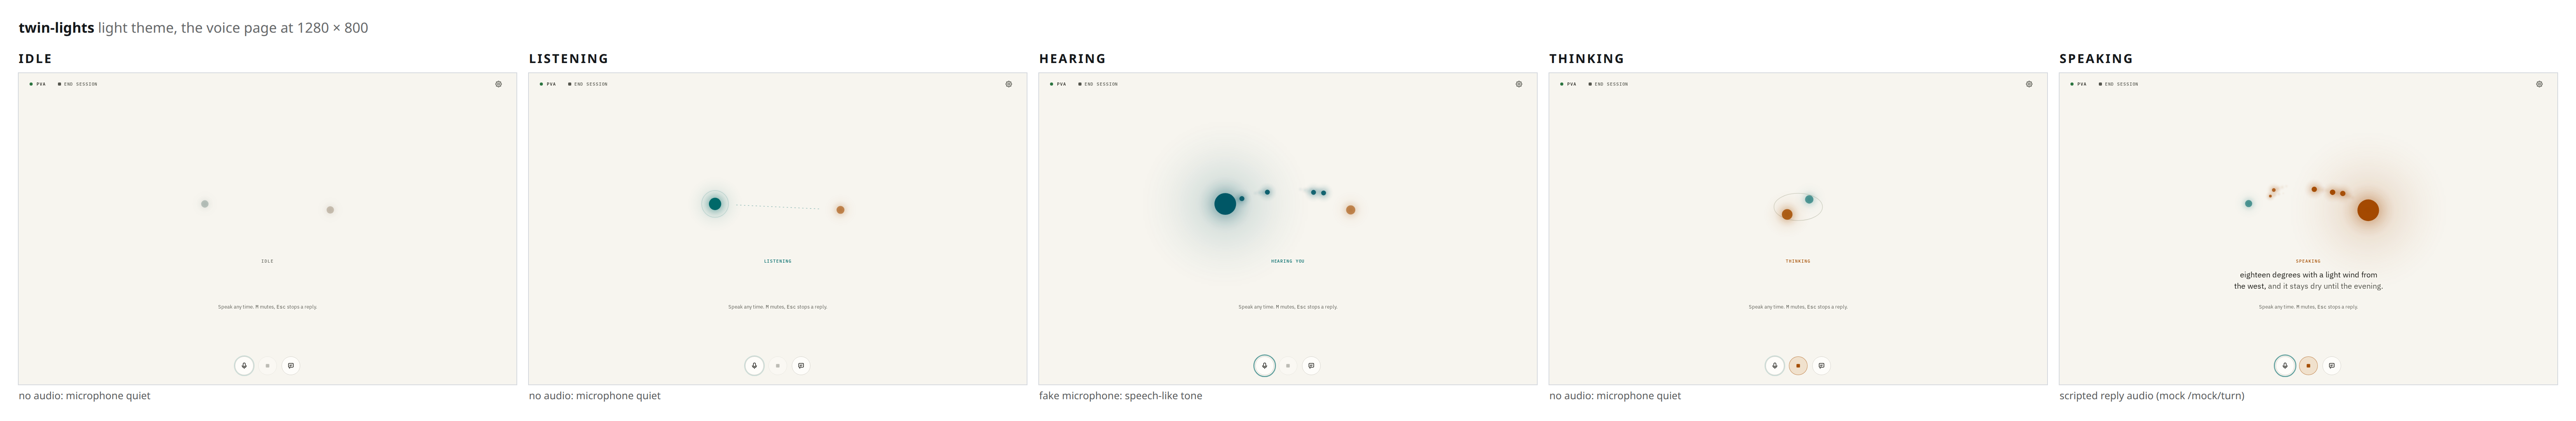 twin-lights light theme, the voice page at 1280 × 800
IDLE
PVA END SESSION
IDLE
Speak any time. M mutes, Esc stops a reply.
no audio: microphone quiet
LISTENING
PVA END SESSION
LISTENING
Speak any time. M mutes, Esc stops a reply.
no audio: microphone quiet
HEARING
PVA END SESSION
HEARING YOU
Speak any time. M mutes, Esc stops a reply.
fake microphone: speech-like tone
THINKING
PVA END SESSION
THINKING
Speak any time. M mutes, Esc stops a reply.
no audio: microphone quiet
SPEAKING
PVA END SESSION
SPEAKING
eighteen degrees with a light wind from
the west, and it stays dry until the evening.
Speak any time. M mutes, Esc stops a reply.
scripted reply audio (mock /mock/turn)